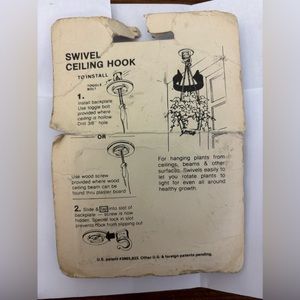 SWIVEL
CEILING HOOK
TO INSTALL
TOGGLE
BOLT
1.
Install backplate
Use toggle bolt
provided where
ceiling is hollow
Drill 3/8" hole
OR
Use wood screw
provided where wood
ceiling beam can be
found thru plaster board
2. Slide & into slot of
backplate — screw is now
hidden. Special lock in slot
prevents hook from slipping out
For hanging plants from
ceilings, beams & other
surfaces. Swivels easily to
let you rotate plants to
light for even all around
healthy growth.
U.S. patent Other U.S. & foreign patents pending.